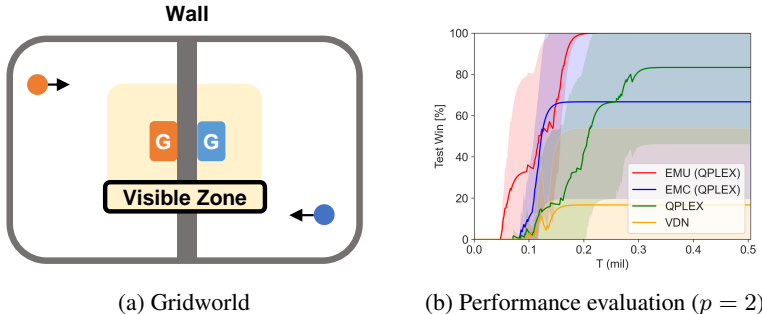 Wall
G G
Visible Zone
(a) Gridworld
Test Win [%]
100
80
60
40
20
0
0.0 0.1 0.2 0.3 0.4 0.5
T (mil)
EMU (QPLEX)
EMC (QPLEX)
QPLEX
VDN
(b) Performance evaluation (p = 2)